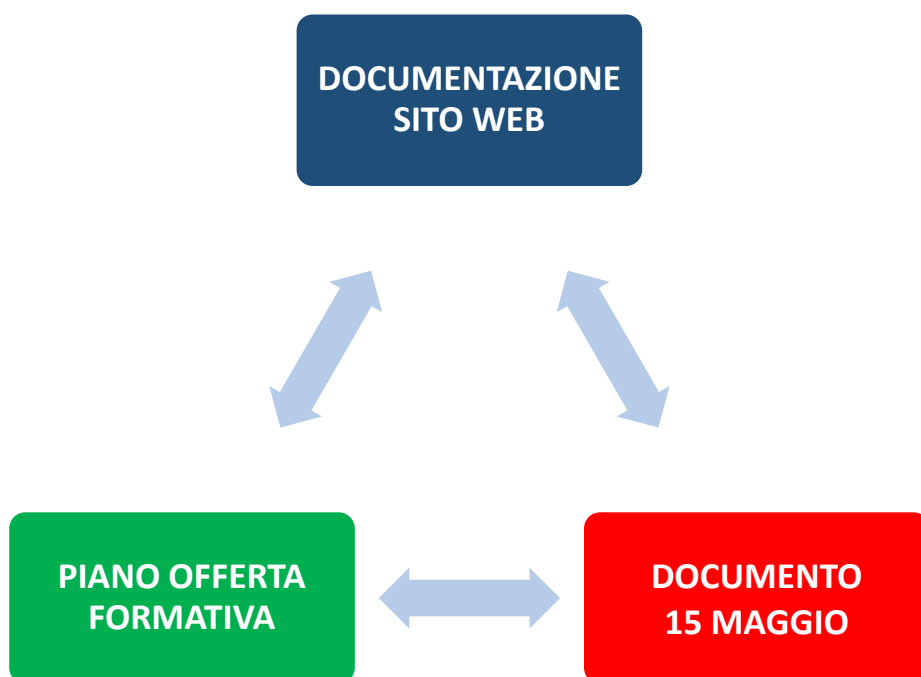 DOCUMENTAZIONE
SITO WEB
PIANO OFFERTA
FORMATIVA
DOCUMENTO
15 MAGGIO